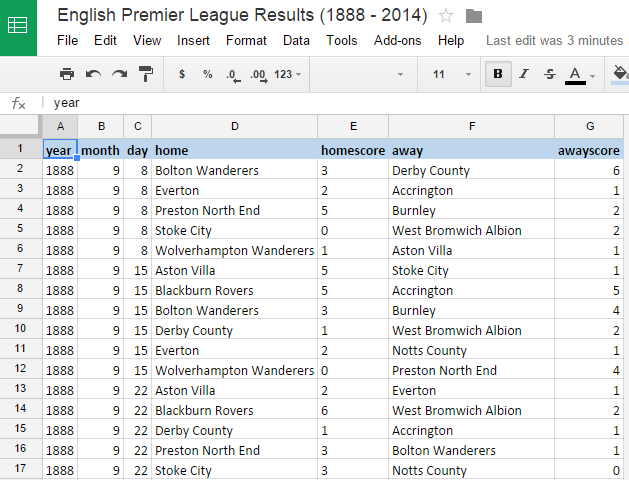 English Premier League Results (1888 - 2014)
File Edit View Insert Format Data Tools Add-ons Help Last edit was 3 minutes
$ % .0 .00 123 11 B I S A
fx year
A B C D E F G
1 year month day home homescore away awayscore
2 1888 9 8 Bolton Wanderers 3 Derby County 6
3 1888 9 8 Everton 2 Accrington 1
4 1888 9 8 Preston North End 5 Burnley 2
5 1888 9 8 Stoke City 0 West Bromwich Albion 2
6 1888 9 8 Wolverhampton Wanderers 1 Aston Villa 1
7 1888 9 15 Aston Villa 5 Stoke City 1
8 1888 9 15 Blackburn Rovers 5 Accrington 5
9 1888 9 15 Bolton Wanderers 3 Burnley 4
10 1888 9 15 Derby County 1 West Bromwich Albion 2
11 1888 9 15 Everton 2 Notts County 1
12 1888 9 15 Wolverhampton Wanderers 0 Preston North End 4
13 1888 9 22 Aston Villa 2 Everton 1
14 1888 9 22 Blackburn Rovers 6 West Bromwich Albion 2
15 1888 9 22 Derby County 1 Accrington 1
16 1888 9 22 Preston North End 3 Bolton Wanderers 1
17 1888 9 22 Stoke City 3 Notts County 0